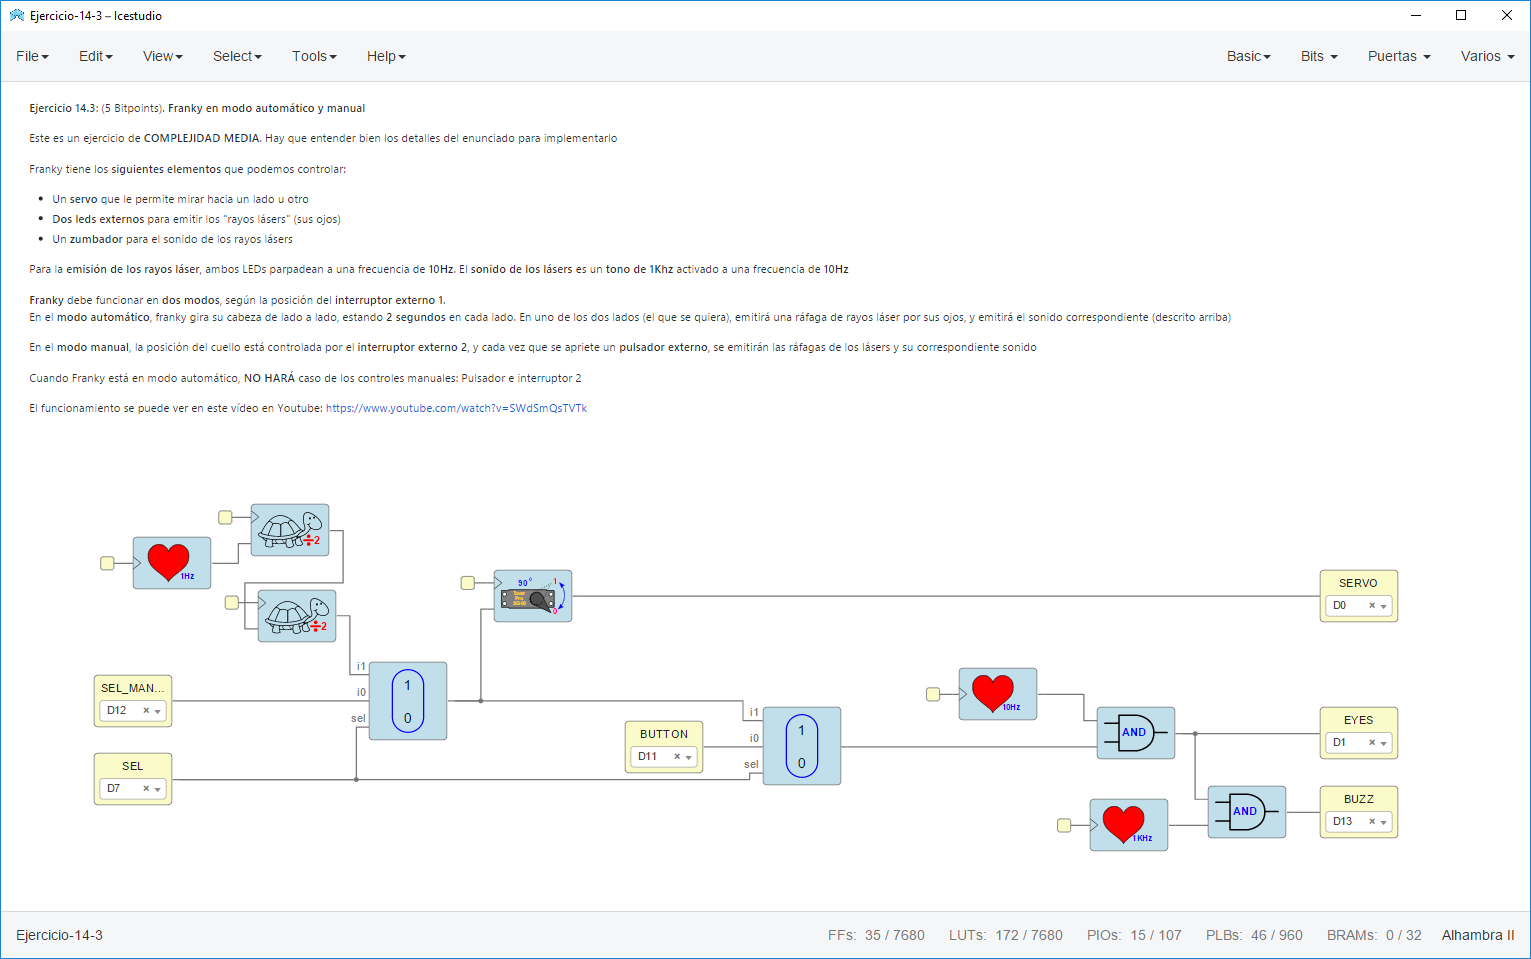 Ejercicio-14-3 – Icestudio
File Edit View Select Tools Help Basic Bits Puertas Varios
Ejercicio 14.3: (5 Bitpoints). Franky en modo automático y manual
Este es un ejercicio de COMPLEJIDAD MEDIA. Hay que entender bien los detalles del enunciado para implementarlo
Franky tiene los siguientes elementos que podemos controlar:
• Un servo que le permite mirar hacia un lado u otro
• Dos leds externos para emitir los "rayos lásers" (sus ojos)
• Un zumbador para el sonido de los rayos lásers
Para la emisión de los rayos láser, ambos LEDs parpadean a una frecuencia de 10Hz. El sonido de los lásers es un tono de 1Khz activado a una frecuencia de 10Hz
Franky debe funcionar en dos modos, según la posición del interruptor externo 1.
En el modo automático, franky gira su cabeza de lado a lado, estando 2 segundos en cada lado. En uno de los dos lados (el que se quiera), emitirá una ráfaga de rayos láser por sus ojos, y emitirá el sonido correspondiente (descrito arriba)
En el modo manual, la posición del cuello está controlada por el interruptor externo 2, y cada vez que se apriete un pulsador externo, se emitirán las ráfagas de los lásers y su correspondiente sonido
Cuando Franky está en modo automático, NO HARÁ caso de los controles manuales: Pulsador e interruptor 2
El funcionamiento se puede ver en este vídeo en Youtube: https://www.youtube.com/watch?v=SWdSmQsTVTk
÷2
1Hz
90° 1
0
÷2
SERVO
D0
i1
i0
sel
1
0
SEL_MAN...
D12
SEL
D7
BUTTON
D11
i1
i0
sel
1
0
10Hz
AND
EYES
D1
1KHz
AND
BUZZ
D13
Ejercicio-14-3
FFs: 35 / 7680 LUTs: 172 / 7680 PIOs: 15 / 107 PLBs: 46 / 960 BRAMs: 0 / 32 Alhambra II